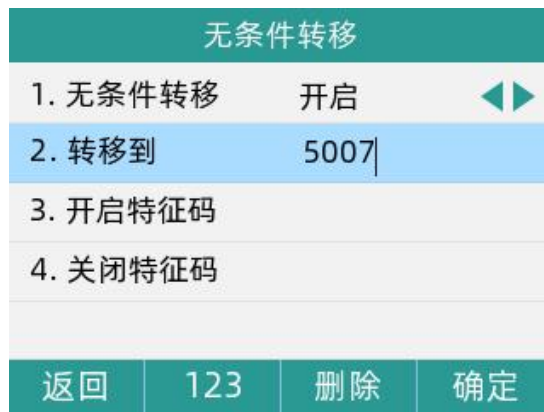 无条件转移
1. 无条件转移 开启
2. 转移到 5007
3. 开启特征码
4. 关闭特征码
返回 123 删除 确定